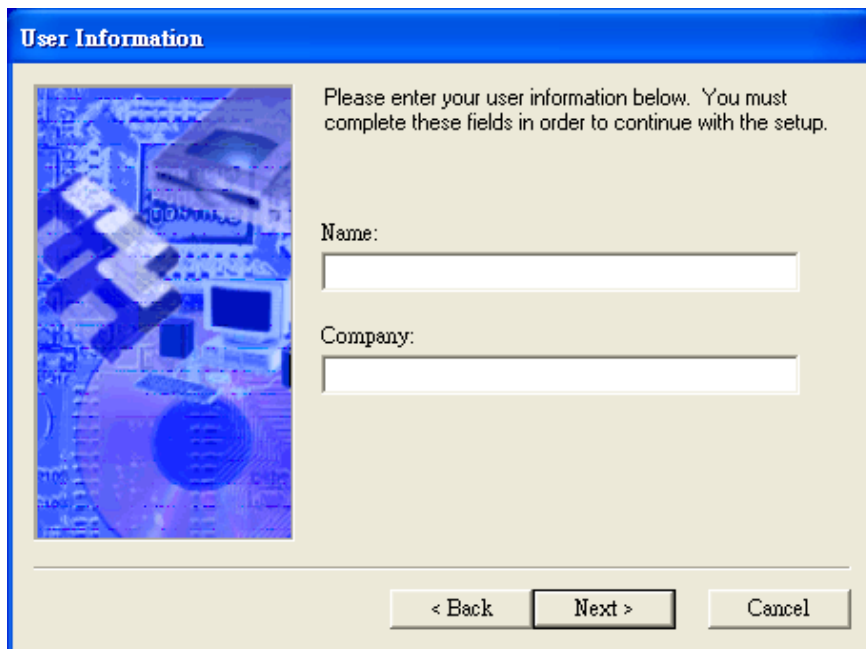 User Information
Please enter your user information below.  You must
complete these fields in order to continue with the setup.
Name:
Company:
< Back
Next >
Cancel